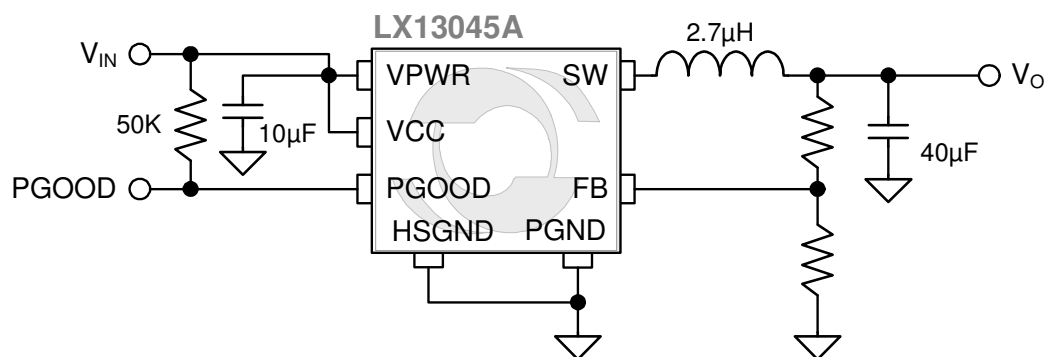 LX13045A
2.7µH
V_IN
VPWR
SW
V_O
50K
10µF
VCC
40µF
PGOOD
PGOOD
FB
HSGND
PGND